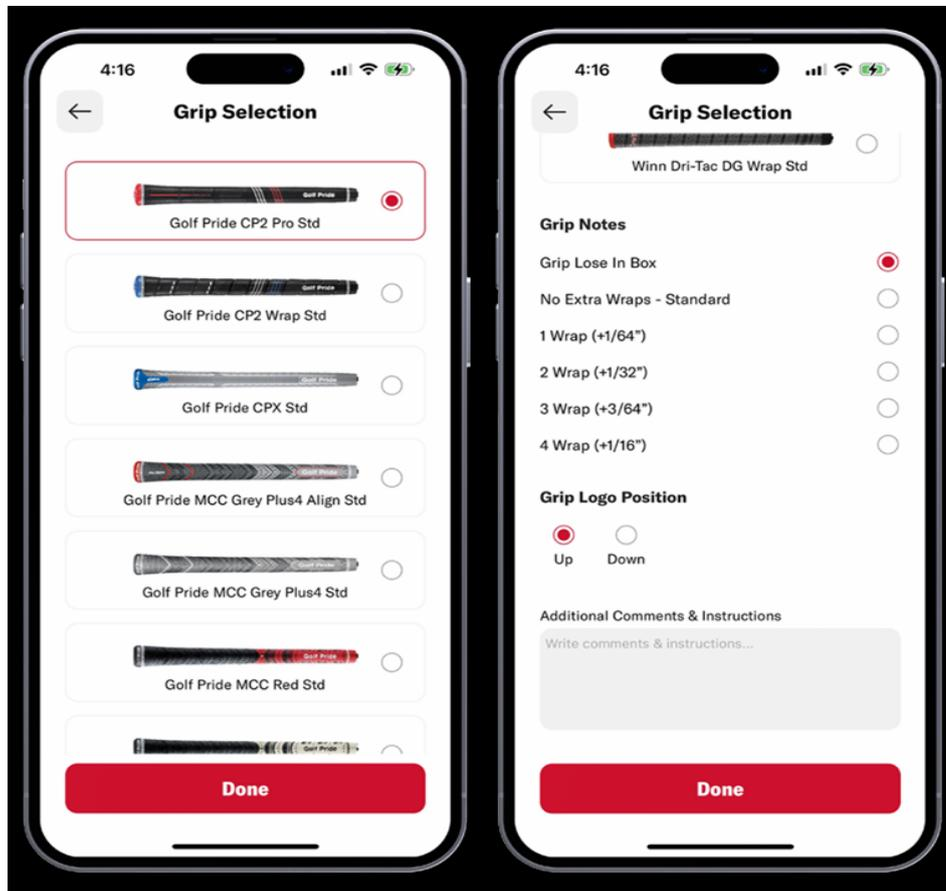 4:16
Grip Selection
Golf Pride
Golf Pride CP2 Pro Std
Golf Pride
Golf Pride CP2 Wrap Std
Golf Pride
Golf Pride CPX Std
Golf Pride
Golf Pride MCC Grey Plus4 Align Std
Golf Pride
Golf Pride MCC Grey Plus4 Std
Golf Pride
Golf Pride MCC Red Std
Golf Pride
Done
4:16
Grip Selection
Winn Dri-Tac DG Wrap Std
Grip Notes
Grip Lose In Box
No Extra Wraps - Standard
1 Wrap (+1/64”)
2 Wrap (+1/32”)
3 Wrap (+3/64”)
4 Wrap (+1/16”)
Grip Logo Position
Up Down
Additional Comments & Instructions
Write comments & instructions...
Done